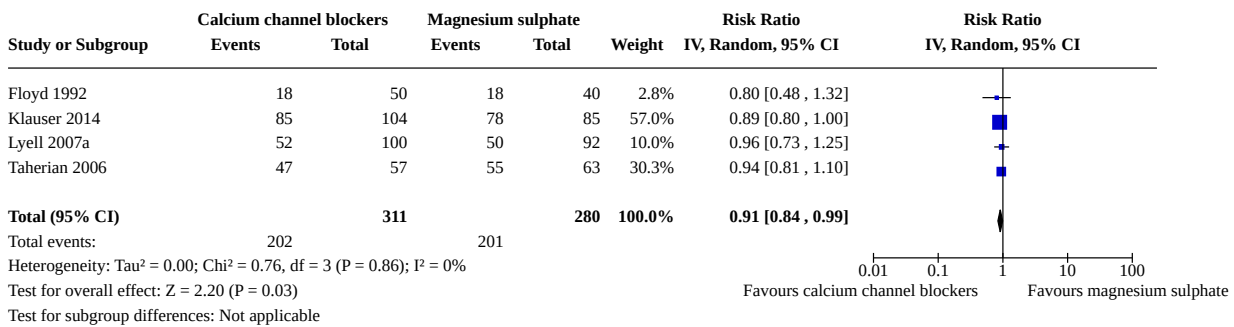 Calcium channel blockers Magnesium sulphate Risk Ratio Risk Ratio
Study or Subgroup Events Total Events Total Weight IV, Random, 95% CI IV, Random, 95% CI
Floyd 1992 18 50 18 40 2.8% 0.80 [0.48 , 1.32]
Klauser 2014 85 104 78 85 57.0% 0.89 [0.80 , 1.00]
Lyell 2007a 52 100 50 92 10.0% 0.96 [0.73 , 1.25]
Taherian 2006 47 57 55 63 30.3% 0.94 [0.81 , 1.10]
Total (95% CI) 311 280 100.0% 0.91 [0.84 , 0.99]
Total events: 202 201
Heterogeneity: Tau² = 0.00; Chi² = 0.76, df = 3 (P = 0.86); I² = 0%
0.01 0.1 1 10 100
Test for overall effect: Z = 2.20 (P = 0.03) Favours calcium channel blockers Favours magnesium sulphate
Test for subgroup differences: Not applicable